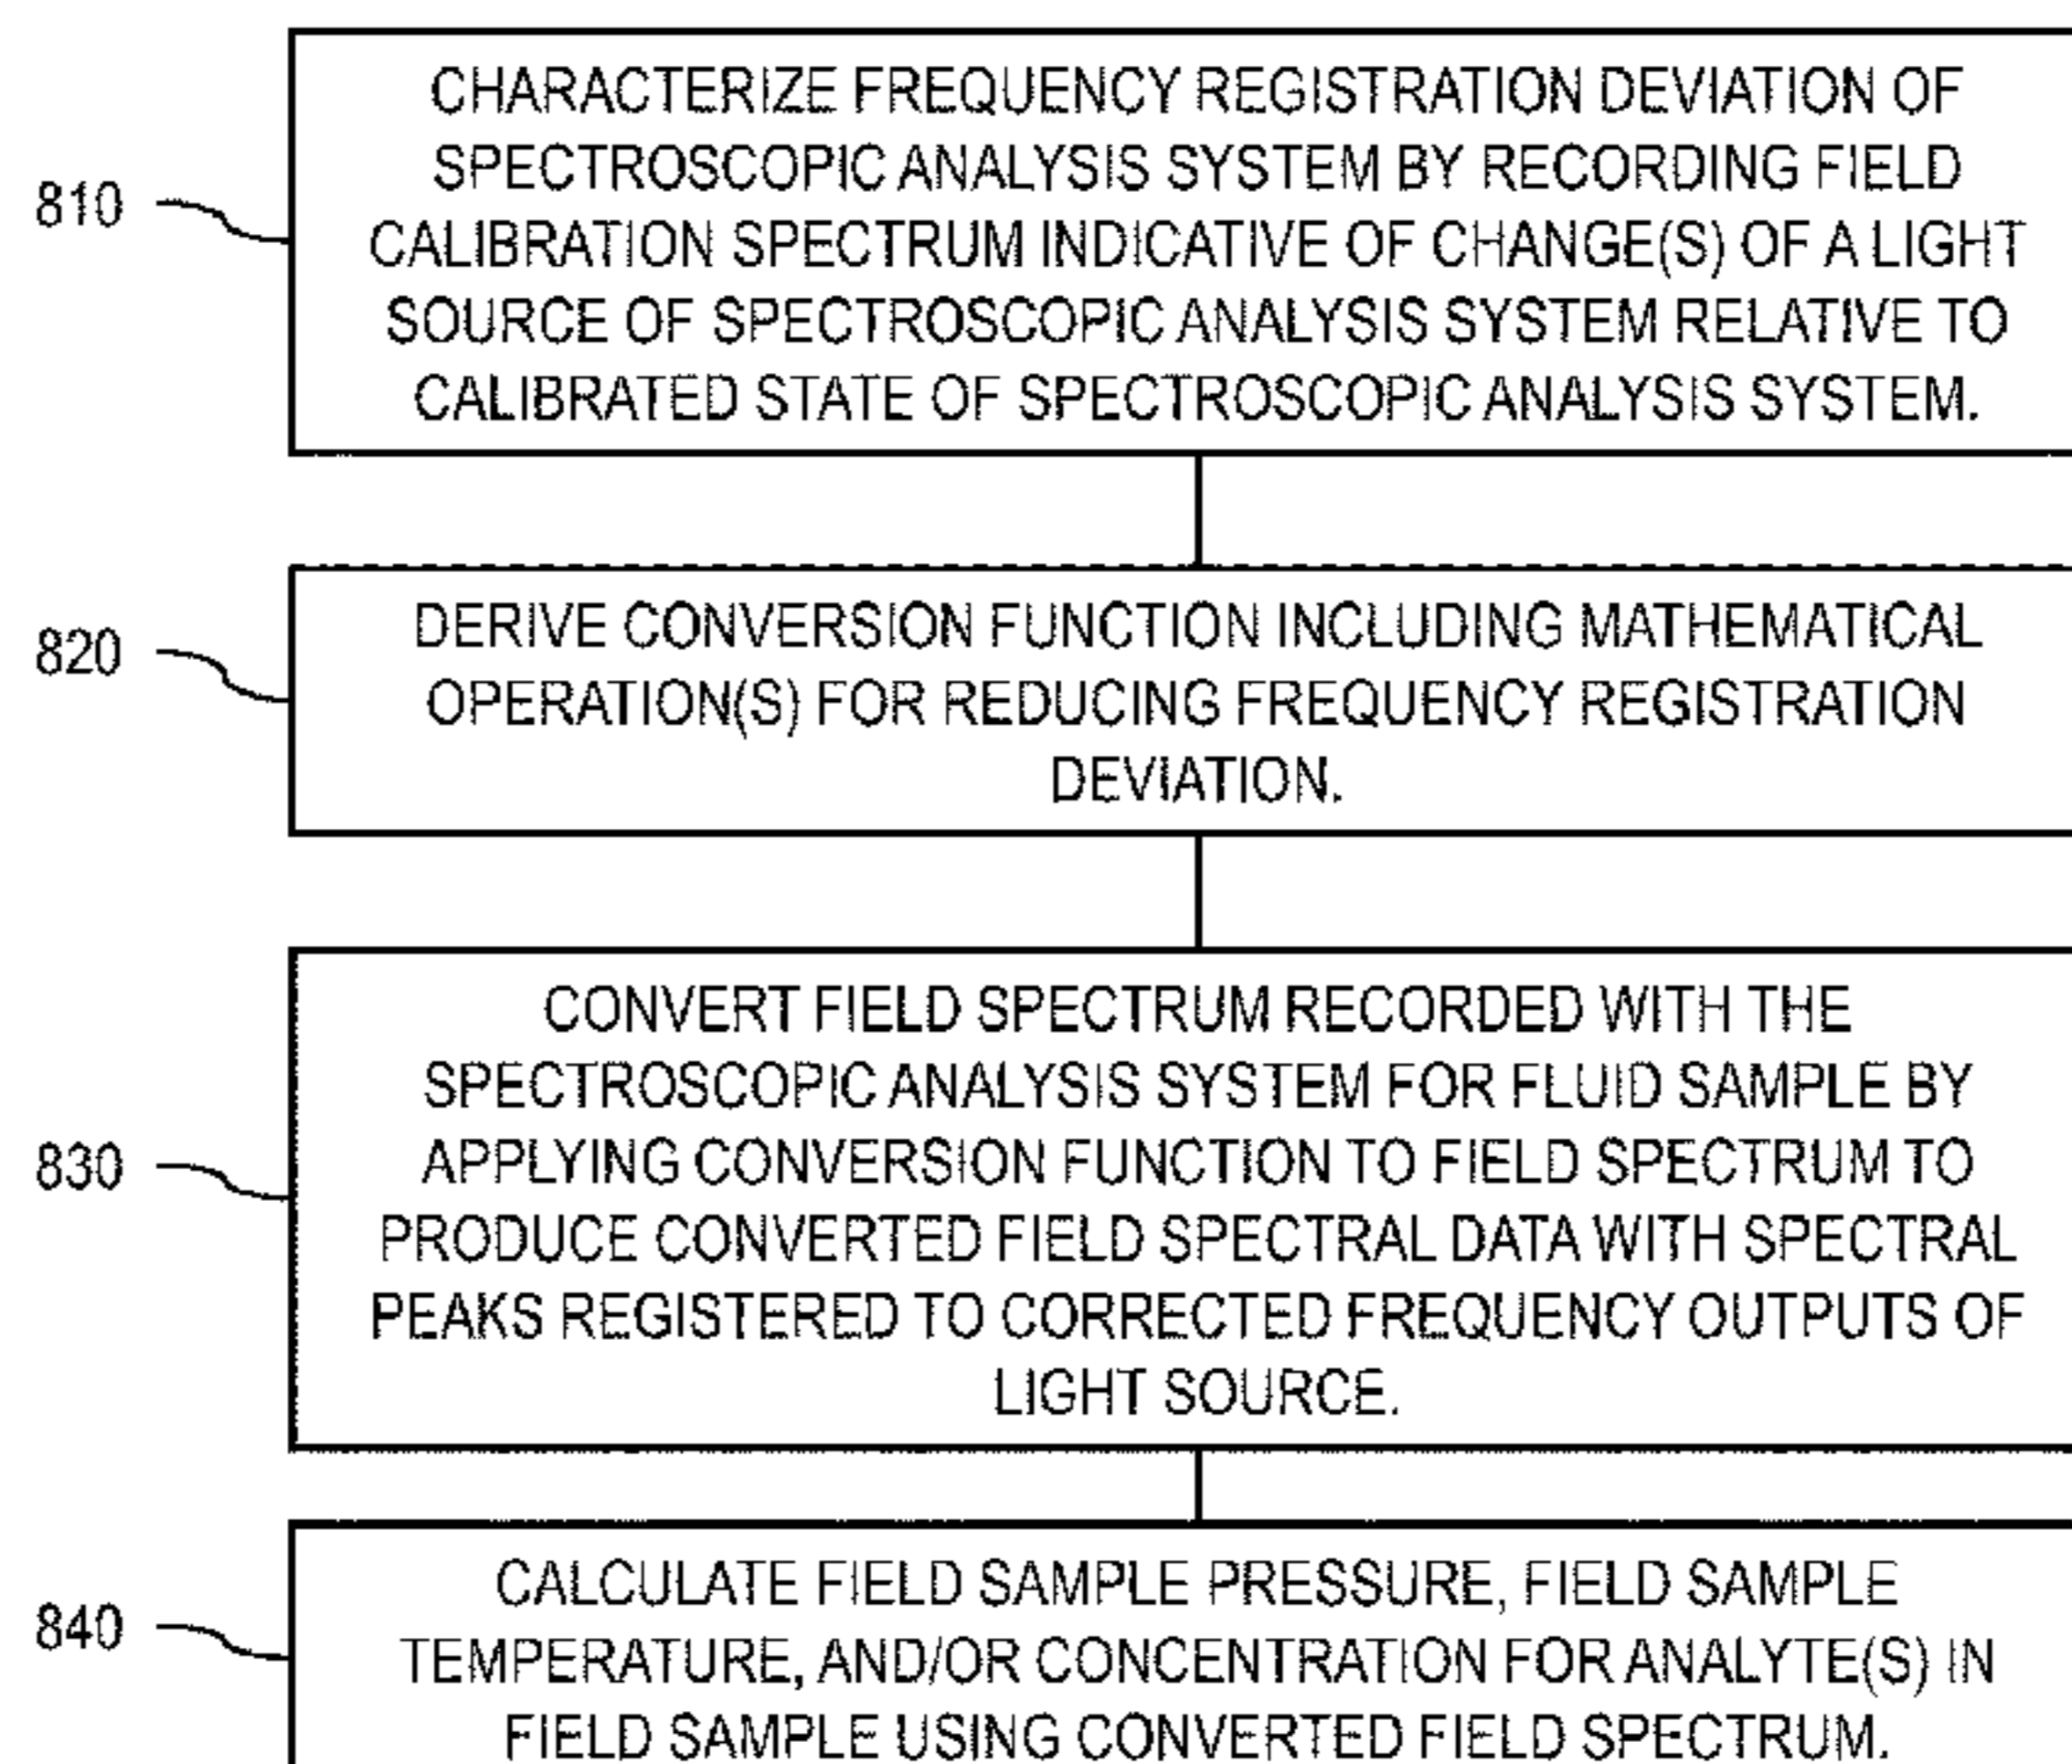 810
CHARACTERIZE FREQUENCY REGISTRATION DEVIATION OF
SPECTROSCOPIC ANALYSIS SYSTEM BY RECORDING FIELD
CALIBRATION SPECTRUM INDICATIVE OF CHANGE(S) OF A LIGHT
SOURCE OF SPECTROSCOPIC ANALYSIS SYSTEM RELATIVE TO
CALIBRATED STATE OF SPECTROSCOPIC ANALYSIS SYSTEM.
820
DERIVE CONVERSION FUNCTION INCLUDING MATHEMATICAL
OPERATION(S) FOR REDUCING FREQUENCY REGISTRATION
DEVIATION.
830
CONVERT FIELD SPECTRUM RECORDED WITH THE
SPECTROSCOPIC ANALYSIS SYSTEM FOR FLUID SAMPLE BY
APPLYING CONVERSION FUNCTION TO FIELD SPECTRUM TO
PRODUCE CONVERTED FIELD SPECTRAL DATA WITH SPECTRAL
PEAKS REGISTERED TO CORRECTED FREQUENCY OUTPUTS OF
LIGHT SOURCE.
840
CALCULATE FIELD SAMPLE PRESSURE, FIELD SAMPLE
TEMPERATURE, AND/OR CONCENTRATION FOR ANALYTE(S) IN
FIELD SAMPLE USING CONVERTED FIELD SPECTRUM.